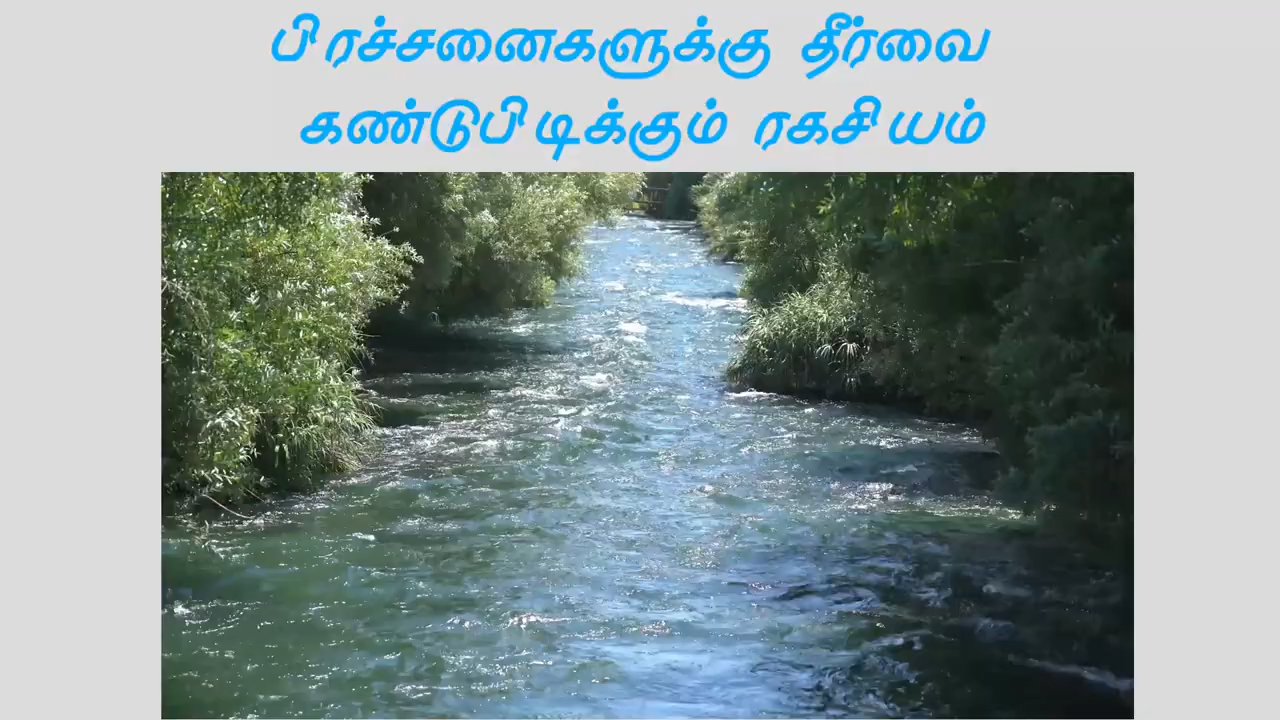 பிரச்சனைகளுக்கு தீர்வை
கண்டுபிடிக்கும் ரகசியம்